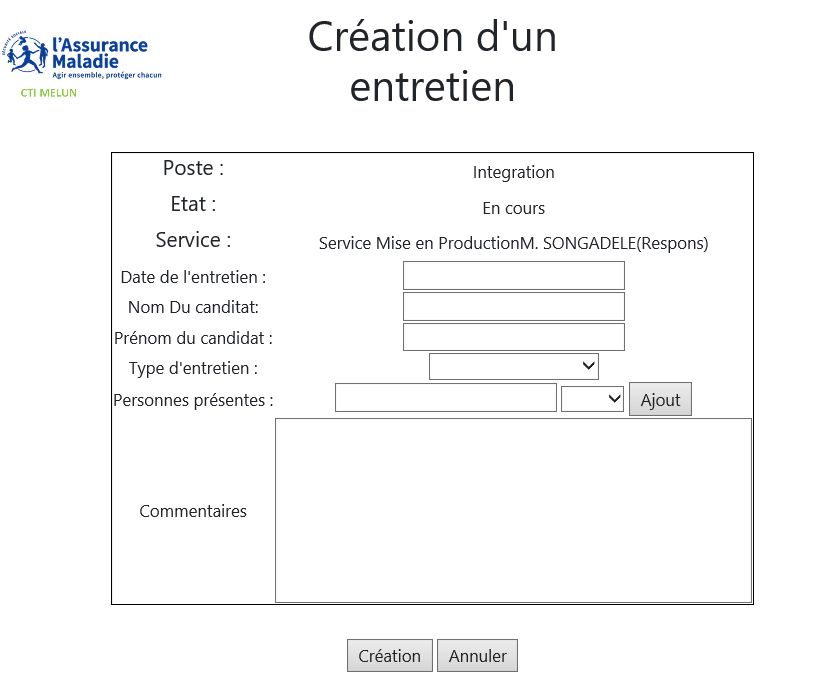 Création d'un
entretien
SÉCURITÉ SOCIALE
l'Assurance
Maladie
Agir ensemble, protéger chacun
CTI MELUN
Poste : Integration
Etat : En cours
Service : Service Mise en ProductionM. SONGADELE(Respons)
Date de l'entretien :
Nom Du canditat:
Prénom du candidat :
Type d'entretien :
Personnes présentes : Ajout
Commentaires
Création Annuler